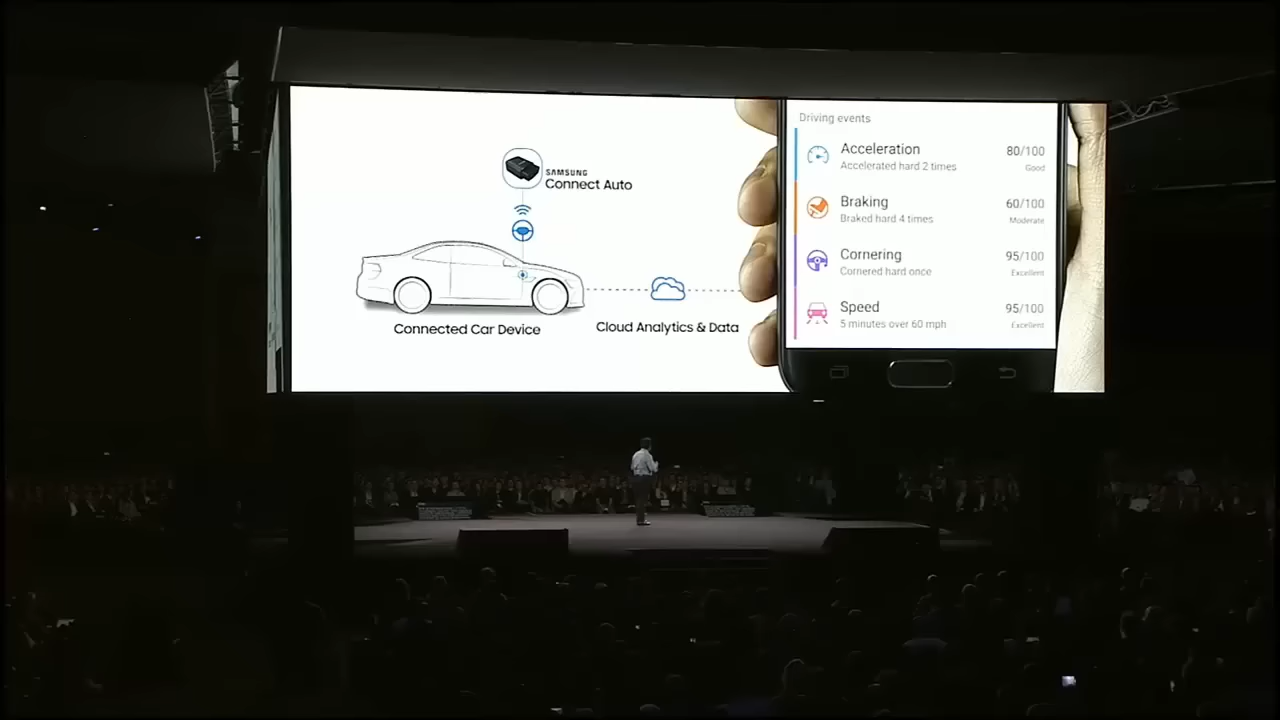 SAMSUNG
Connect Auto
Connected Car Device
Cloud Analytics & Data
Driving events
Acceleration
80/100
Accelerated hard 2 times
Good
Braking
60/100
Braked hard 4 times
Moderate
Cornering
95/100
Cornered hard once
Excellent
Speed
95/100
5 minutes over 60 mph
Excellent